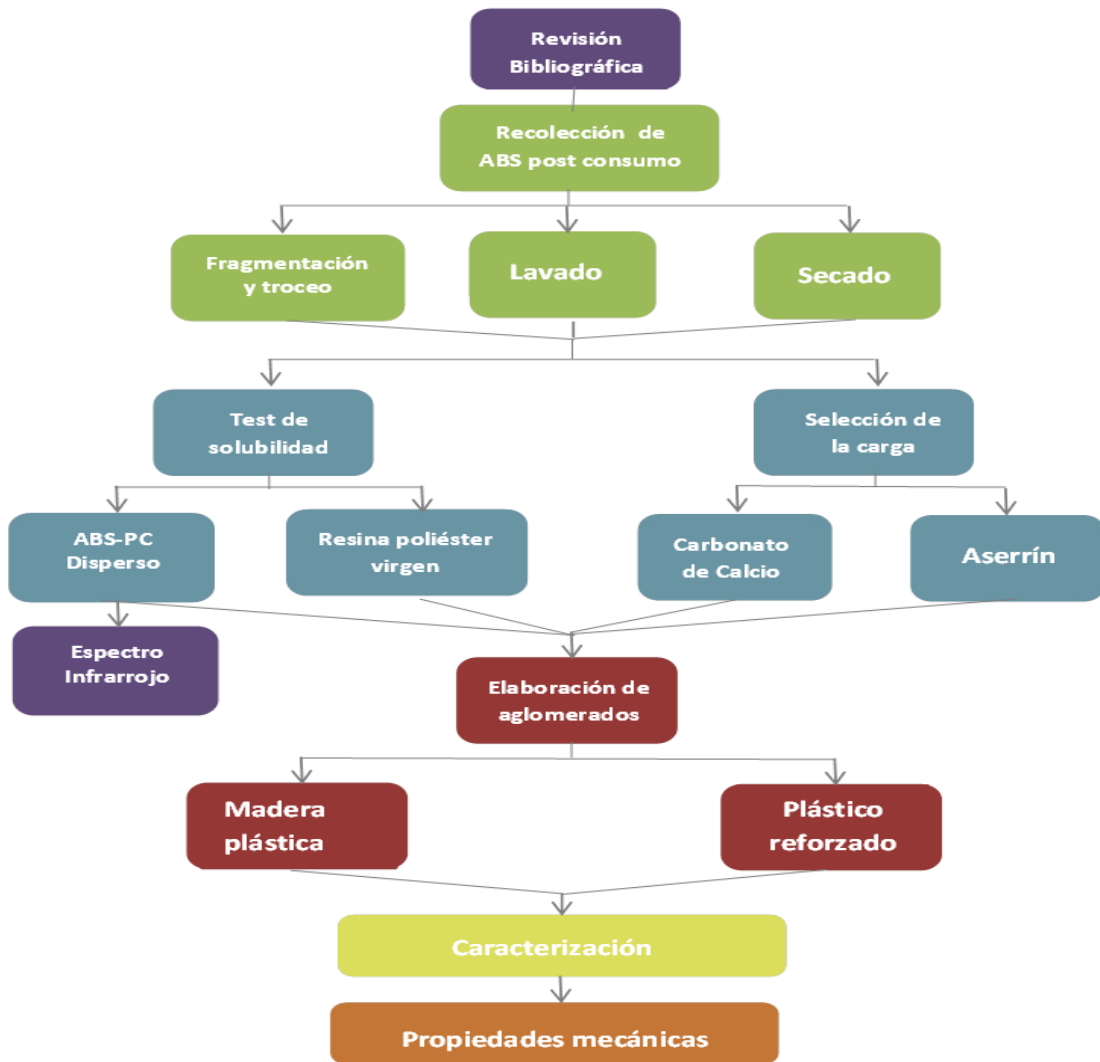 Revisión
Bibliográfica
Recolección de
ABS post consumo
Fragmentación
y troceo
Lavado
Secado
Test de
solubilidad
Selección de
la carga
ABS-PC
Disperso
Resina poliéster
virgen
Carbonato
de Calcio
Aserrín
Espectro
Infrarrojo
Elaboración de
aglomerados
Madera
plástica
Plástico
reforzado
Caracterización
Propiedades mecánicas